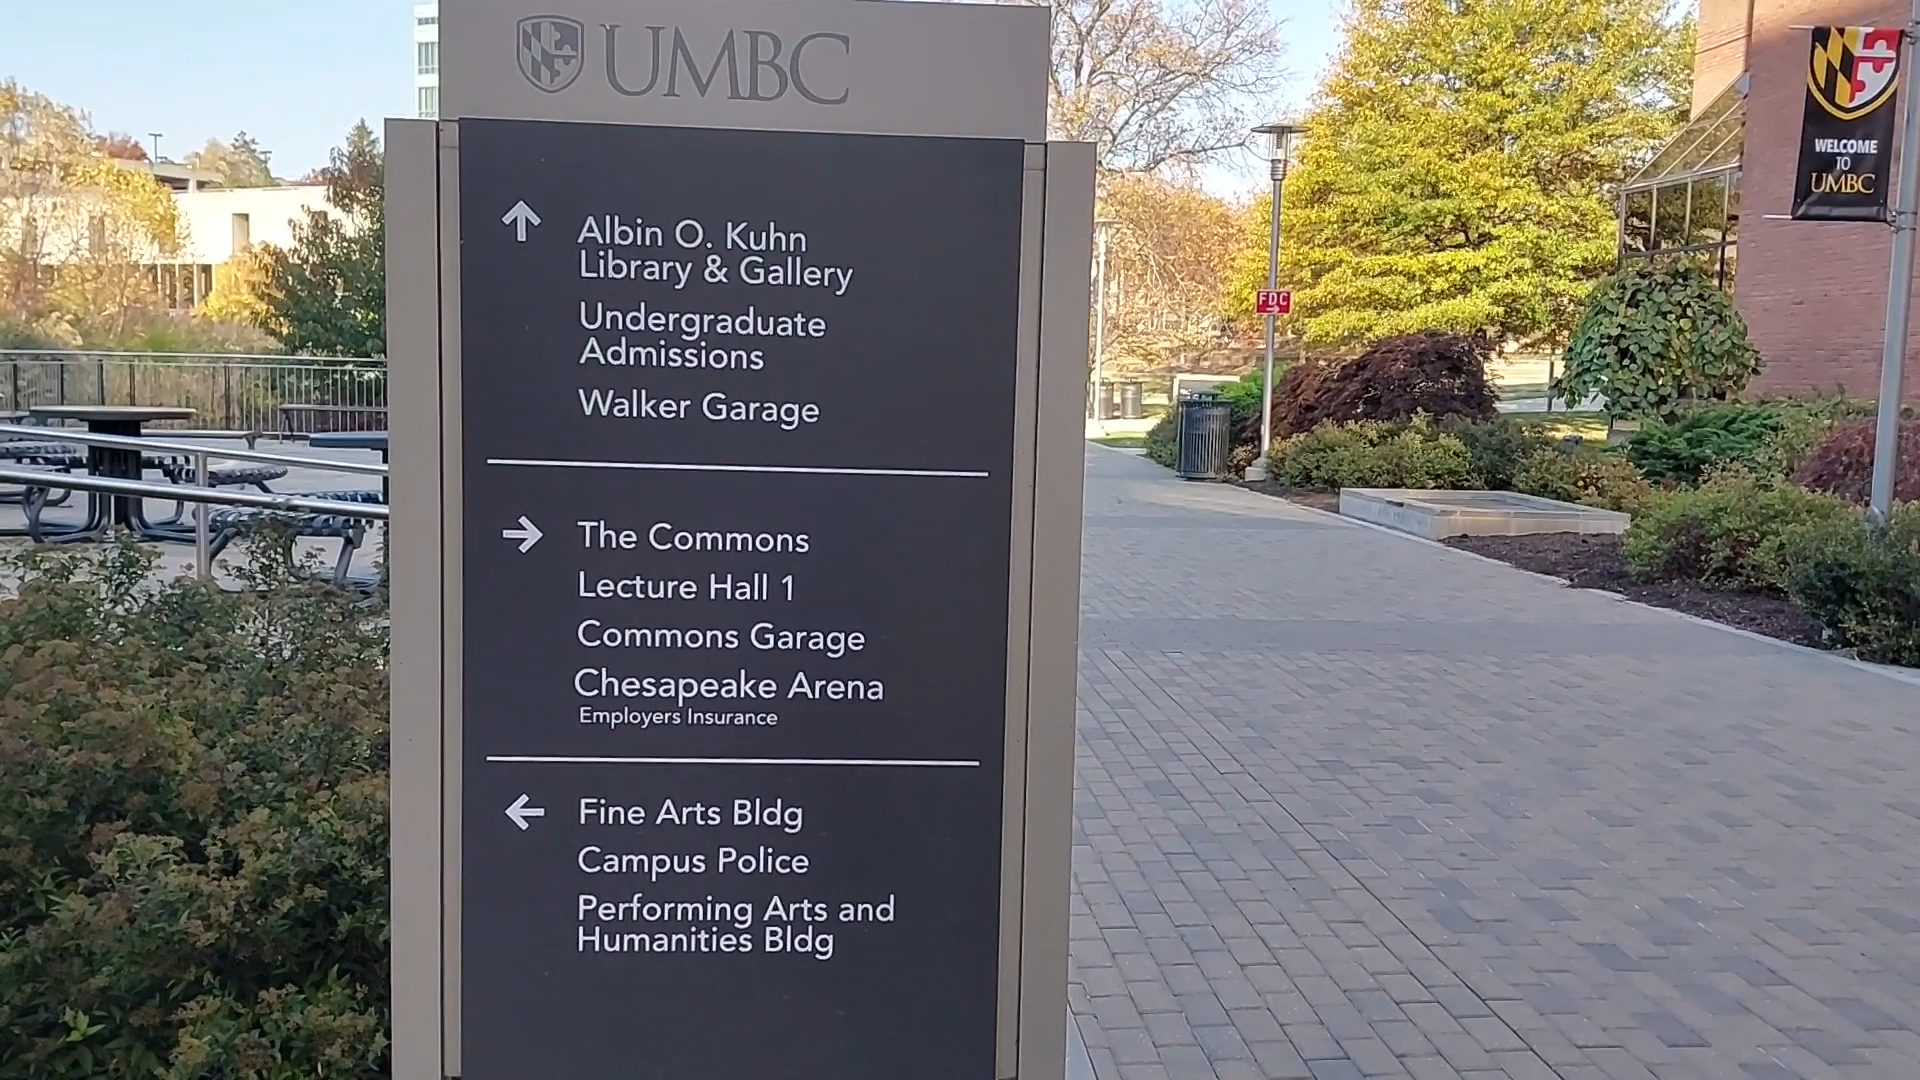 UMBC
Albin O. Kuhn
Library & Gallery
Undergraduate
Admissions
Walker Garage
The Commons
Lecture Hall 1
Commons Garage
Chesapeake Arena
Employers Insurance
Fine Arts Bldg
Campus Police
Performing Arts and
Humanities Bldg
FDC
WELCOME
TO
UMBC